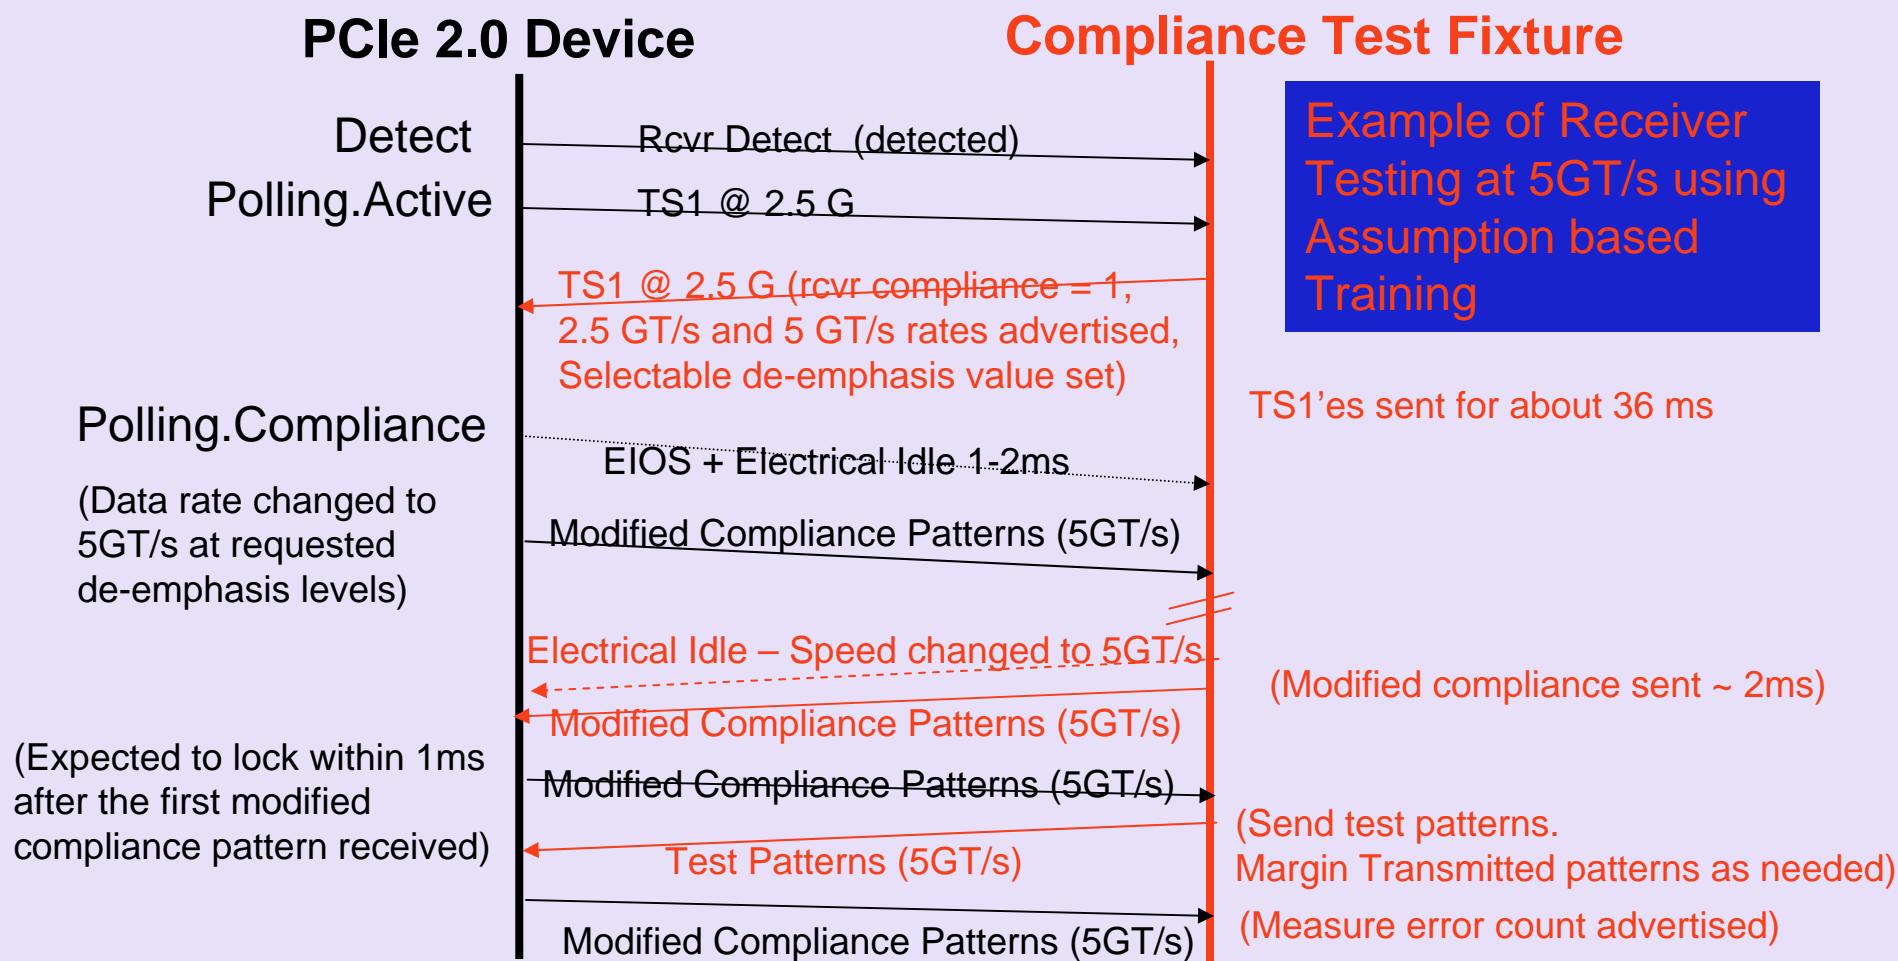 PCIe 2.0 Device
Compliance Test Fixture
Example of Receiver
Testing at 5GT/s using
Assumption based
Training
Detect
Rcvr Detect (detected)
Polling.Active
TS1 @ 2.5 G
TS1 @ 2.5 G (rcvr compliance = 1,
2.5 GT/s and 5 GT/s rates advertised,
Selectable de-emphasis value set)
TS1'es sent for about 36 ms
Polling.Compliance
EIOS + Electrical Idle 1-2ms
(Data rate changed to
5GT/s at requested
de-emphasis levels)
Modified Compliance Patterns (5GT/s)
Electrical Idle – Speed changed to 5GT/s
(Modified compliance sent ~ 2ms)
Modified Compliance Patterns (5GT/s)
(Expected to lock within 1ms
after the first modified
compliance pattern received)
Modified Compliance Patterns (5GT/s)
(Send test patterns.
Margin Transmitted patterns as needed)
Test Patterns (5GT/s)
(Measure error count advertised)
Modified Compliance Patterns (5GT/s)